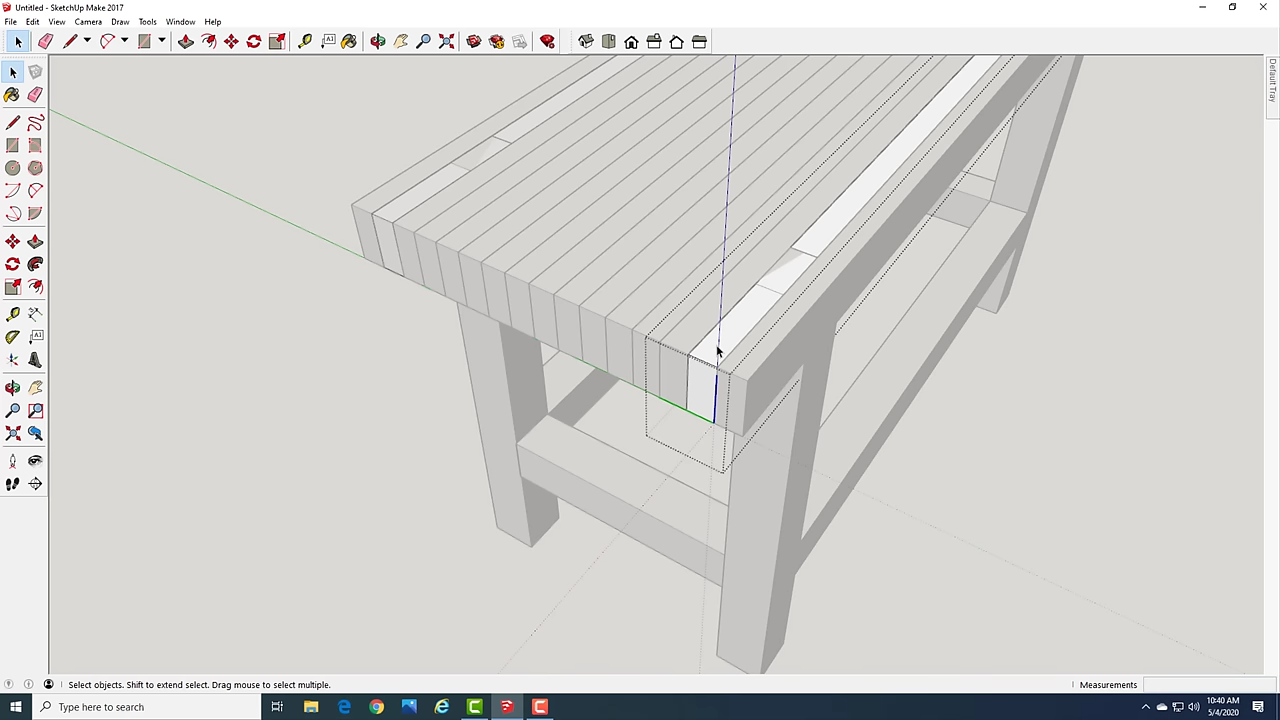 Untitled - SketchUp Make 2017
File Edit View Camera Draw Tools Window Help
Default Tray
Select objects. Shift to extend select. Drag mouse to select multiple.
Measurements
Type here to search
10:40 AM
5/4/2020